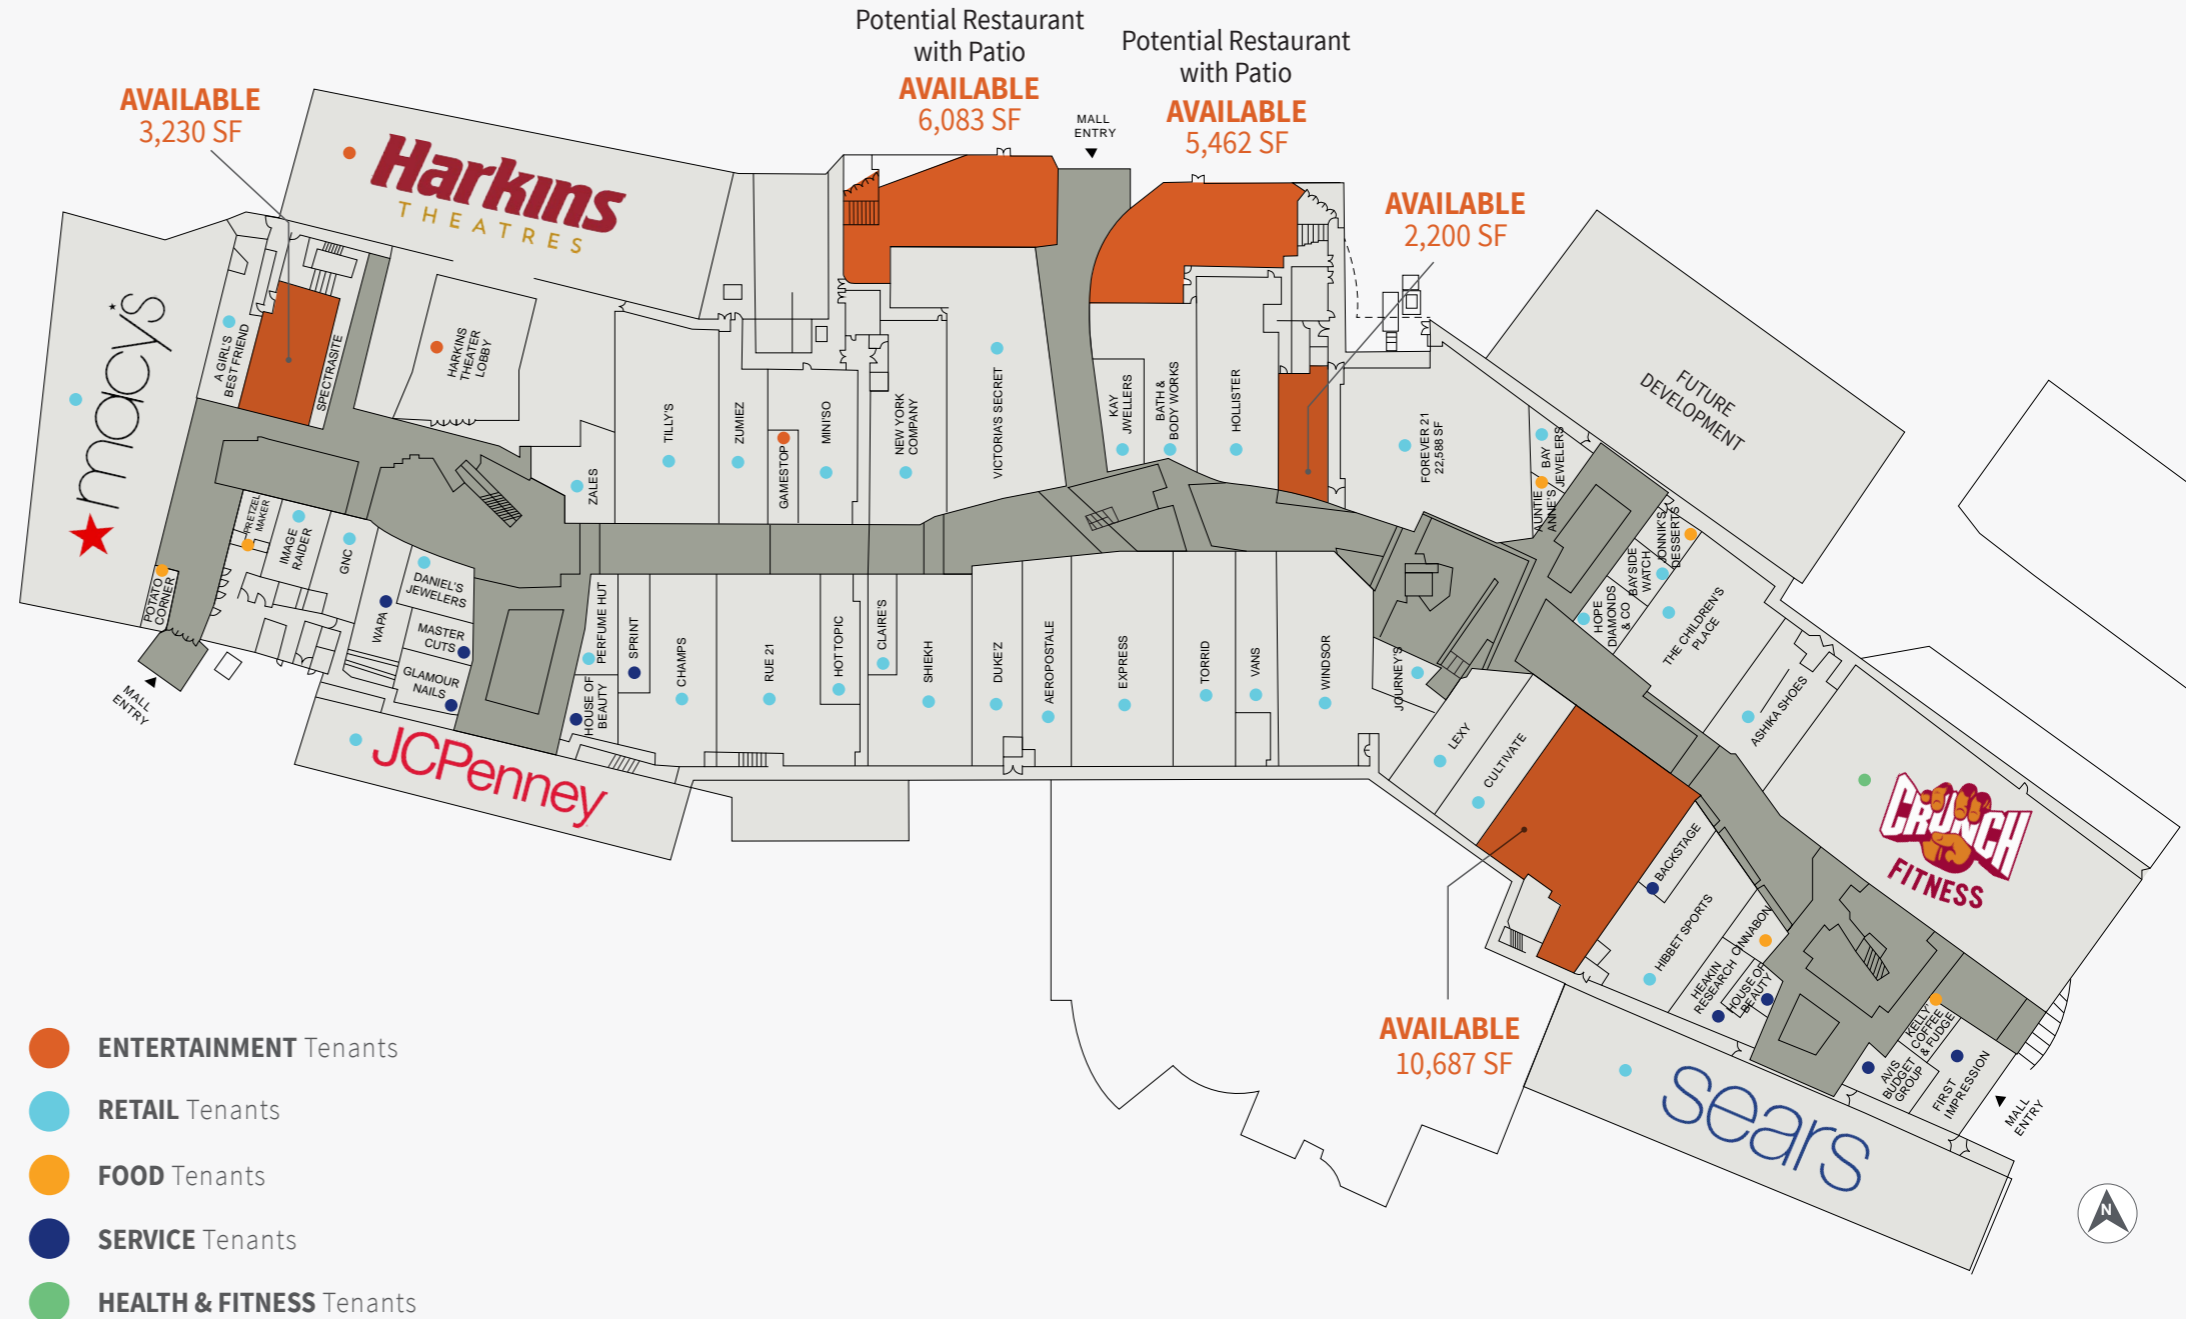 Potential Restaurant
with Patio
AVAILABLE
6,083 SF
Potential Restaurant
with Patio
AVAILABLE
5,462 SF
AVAILABLE
3,230 SF
MALL
ENTRY
AVAILABLE
2,200 SF
Harkins
THEATRES
macy's
A GIRL'S
BEST FRIEND
SPECTRASITE
HARKINS
THEATER
LOBBY
ZALES
TILLY'S
ZUMIEZ
GAMESTOP
MINI'SO
NEW YORK
COMPANY
VICTORIA'S SECRET
KAY
JWELLERS
BATH &
BODY WORKS
HOLLISTER
FOREVER 21
22,588 SF
BAY
JEWELERS
AUNTIE
ANNE'S
FUTURE
DEVELOPMENT
JONNIK'S
DESSERTS
BAYSIDE
WATCH
HOPE
DIAMONDS
& CO
THE CHILDREN'S
PLACE
ASHIKA SHOES
CRUNCH
FITNESS
PRETZEL
MAKER
IMAGE
RAIDER
GNC
WAPA
DANIEL'S
JEWELERS
MASTER
CUTS
GLAMOUR
NAILS
POTATO
CORNER
MALL
ENTRY
JCPenney
PERFUME HUT
HOUSE OF
BEAUTY
SPRINT
CHAMPS
RUE 21
HOT TOPIC
CLAIRE'S
SHIEKH
DUKE'Z
AEROPOSTALE
EXPRESS
TORRID
VANS
WINDSOR
JOURNEY'S
LEXY
CULTIVATE
BACKSTAGE
HIBBET SPORTS
CINNABON
HEAKIN
RESEARCH
HOUSE OF
BEAUTY
KELLY'
COFFEE
& FUDGE
AVIS
BUDGET
GROUP
FIRST
IMPRESSION
MALL
ENTRY
AVAILABLE
10,687 SF
sears
N
ENTERTAINMENT Tenants
RETAIL Tenants
FOOD Tenants
SERVICE Tenants
HEALTH & FITNESS Tenants